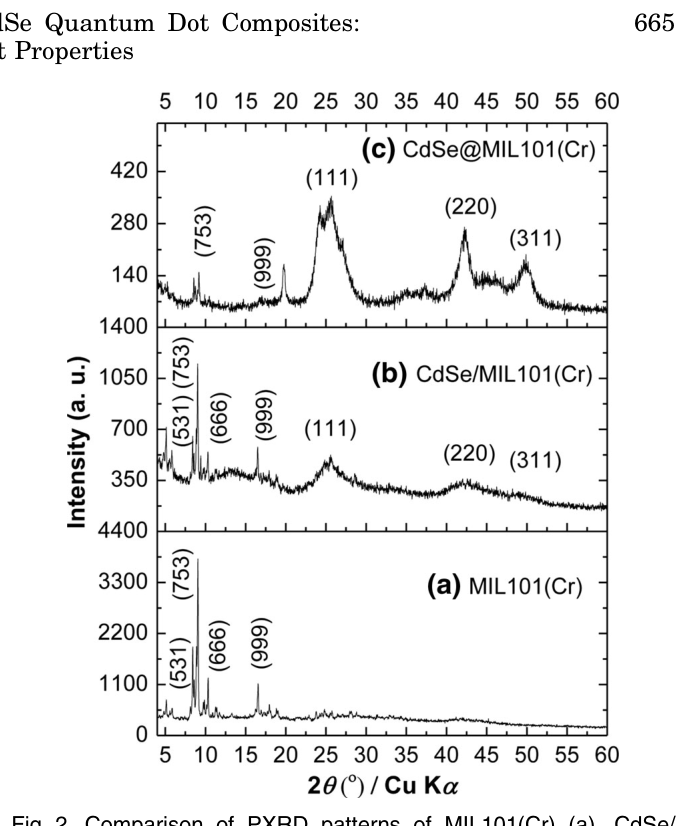 dSe Quantum Dot Composites: 665
t Properties
5 10 15 20 25 30 35 40 45 50 55 60
(c) CdSe@MIL101(Cr)
(111)
420
(220)
(753)
(311)
280
(999)
140
1400
(753)
(b) CdSe/MIL101(Cr)
1050
(531)
(666)
(999)
700
(111)
(220)
(311)
350
Intensity (a. u.)
4400
(753)
(a) MIL101(Cr)
3300
(531)
(666)
(999)
2200
1100
0
5 10 15 20 25 30 35 40 45 50 55 60
2θ (°) / Cu Kα
Fig. 2. Comparison of PXRD patterns of MIL101(Cr) (a), CdSe/